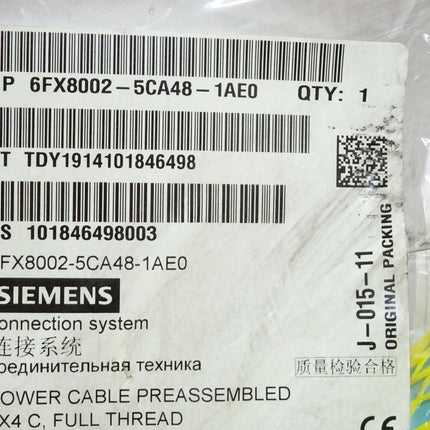 P 6FX8002-5CA48-1AE0 QTY: 1
T TDY1914101846498
S 101846498003
FX8002-5CA48-1AE0
SIEMENS
onnection system
连接系统
оединительная техника
OWER CABLE PREASSEMBLED
X4 C, FULL THREAD
J-015-11
ORIGINAL PACKING
质量检验合格
CE